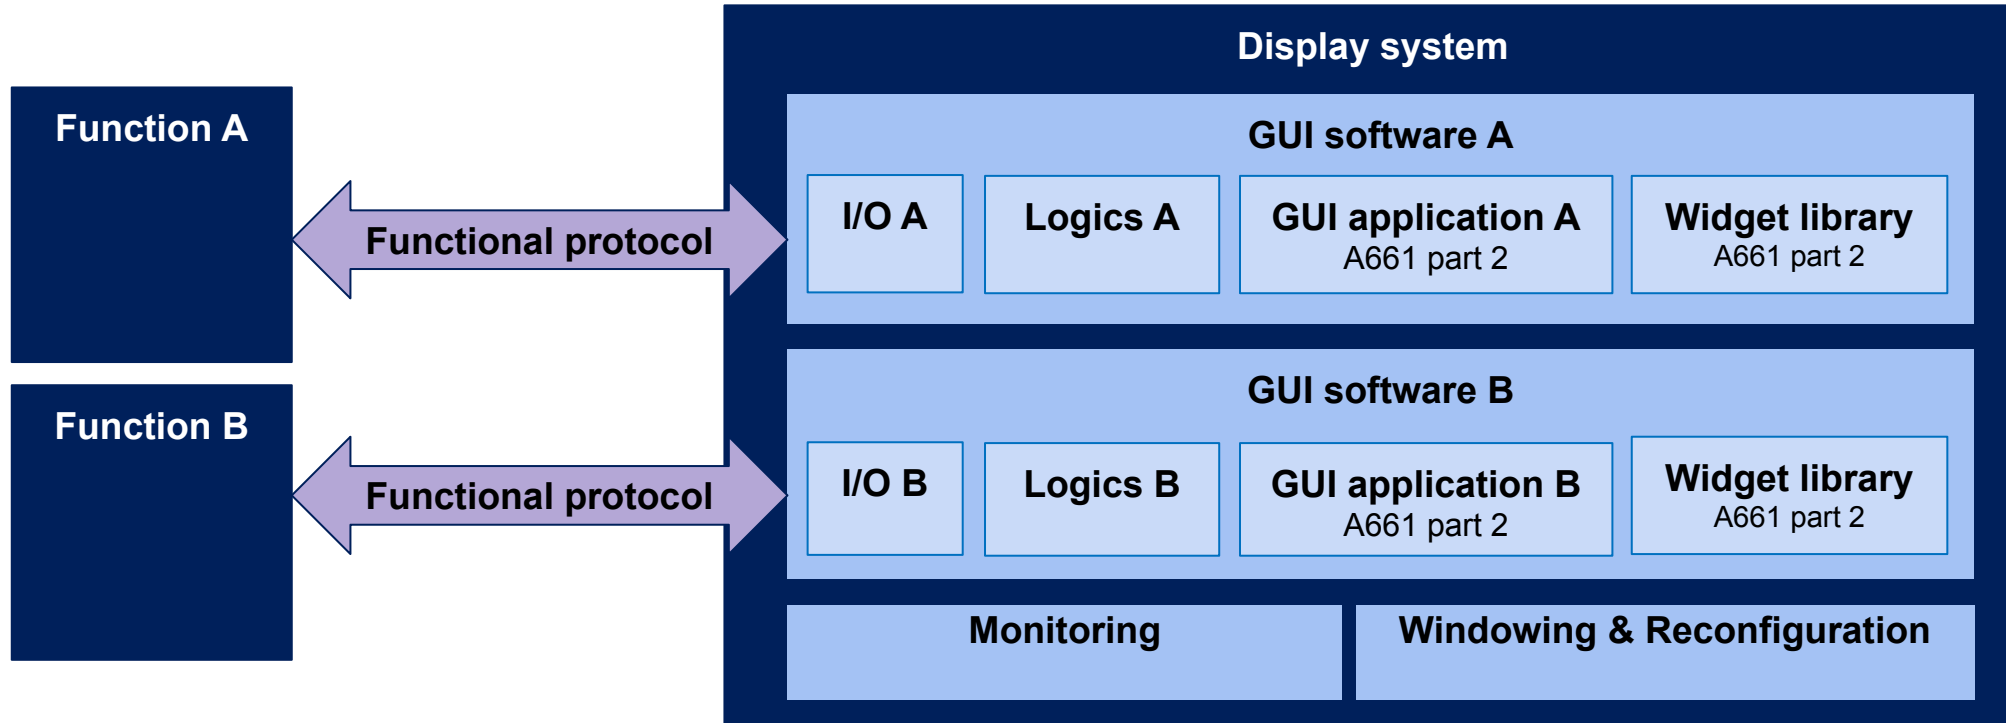 Display system
Function A
GUI software A
I/O A
Logics A
GUI application A
A661 part 2
Widget library
A661 part 2
Functional protocol
Function B
GUI software B
I/O B
Logics B
GUI application B
A661 part 2
Widget library
A661 part 2
Functional protocol
Monitoring
Windowing & Reconfiguration